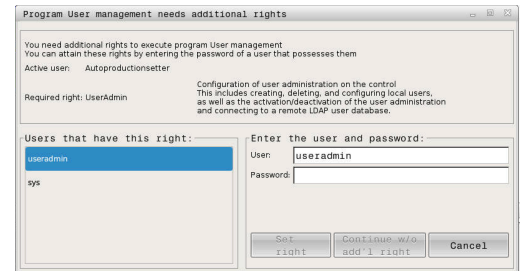 Program User management needs additional rights
You need additional rights to execute program User management
You can attain these rights by entering the password of a user that possesses them
Active user: Autoproductionsetter
Required right: UserAdmin
Configuration of user administration on the control
This includes creating, deleting, and configuring local users,
as well as the activation/deactivation of the user administration
and connecting to a remote LDAP user database.
Users that have this right:
useradmin
sys
Enter the user and password:
User: useradmin
Password:
Set
right
Continue w/o
add'l right
Cancel